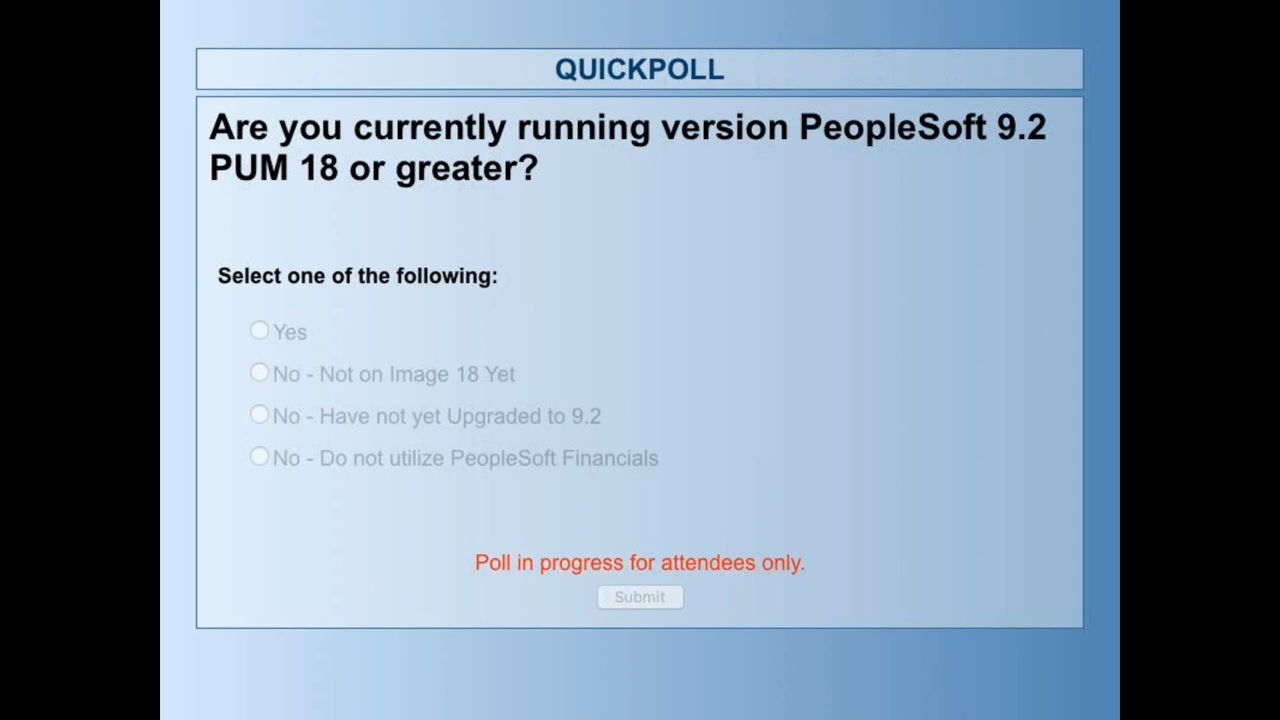 QUICKPOLL
Are you currently running version PeopleSoft 9.2
PUM 18 or greater?
Select one of the following:
Yes
No - Not on Image 18 Yet
No - Have not yet Upgraded to 9.2
No - Do not utilize PeopleSoft Financials
Poll in progress for attendees only.
Submit